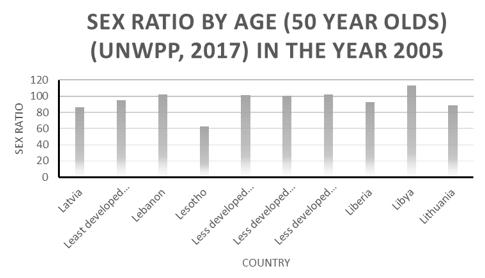 SEX RATIO BY AGE (50 YEAR OLDS)
(UNWPP, 2017) IN THE YEAR 2005
120
100
80
60
40
20
0
SEX RATIO
Latvia
Least developed...
Lebanon
Lesotho
Less developed...
Less developed...
Less developed...
Liberia
Libya
Lithuania
COUNTRY